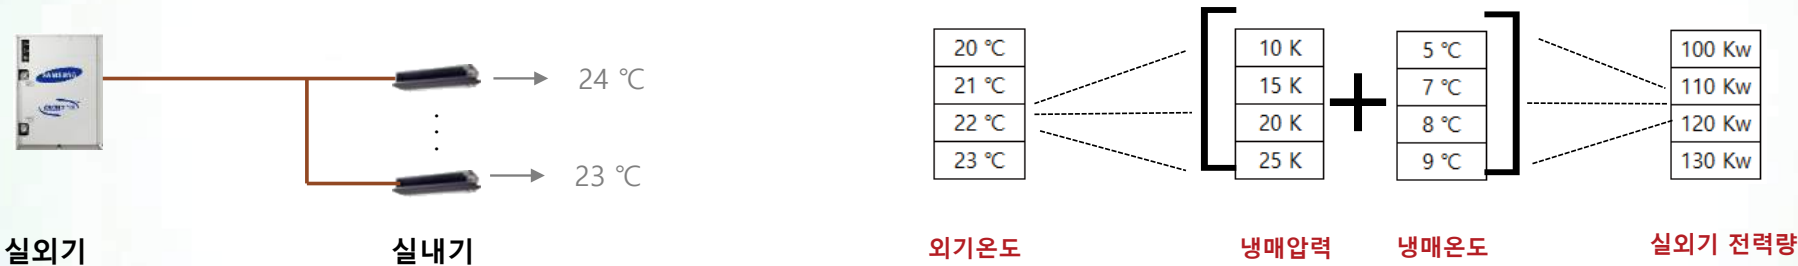 SAMSUNG
24 ℃
23 ℃
실외기
실내기
20 ℃
21 ℃
22 ℃
23 ℃
10 K
15 K
20 K
25 K
+
5 ℃
7 ℃
8 ℃
9 ℃
100 Kw
110 Kw
120 Kw
130 Kw
외기온도
냉매압력
냉매온도
실외기 전력량